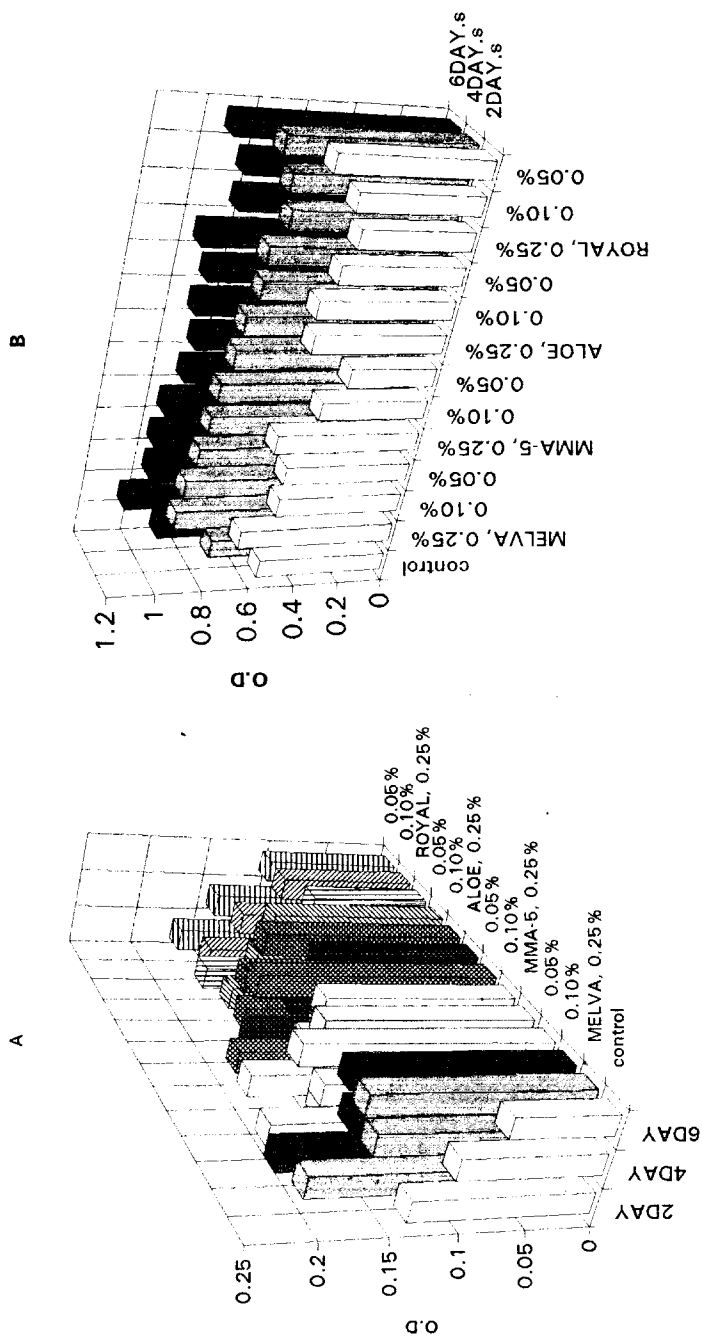 A
O.D
0.25
0.2
0.15
0.1
0.05
0
2DAY
4DAY
6DAY
control
MELVA, 0.25%
0.10%
0.05%
MMA-5, 0.25%
0.10%
0.05%
ALOE, 0.25%
0.10%
0.05%
ROYAL, 0.25%
0.10%
0.05%
B
O.D
1.2
1
0.8
0.6
0.4
0.2
0
control
MELVA, 0.25%
0.10%
0.05%
MMA-5, 0.25%
0.10%
0.05%
ALOE, 0.25%
0.10%
0.05%
ROYAL, 0.25%
0.10%
0.05%
6DAY.s
4DAY.s
2DAY.s